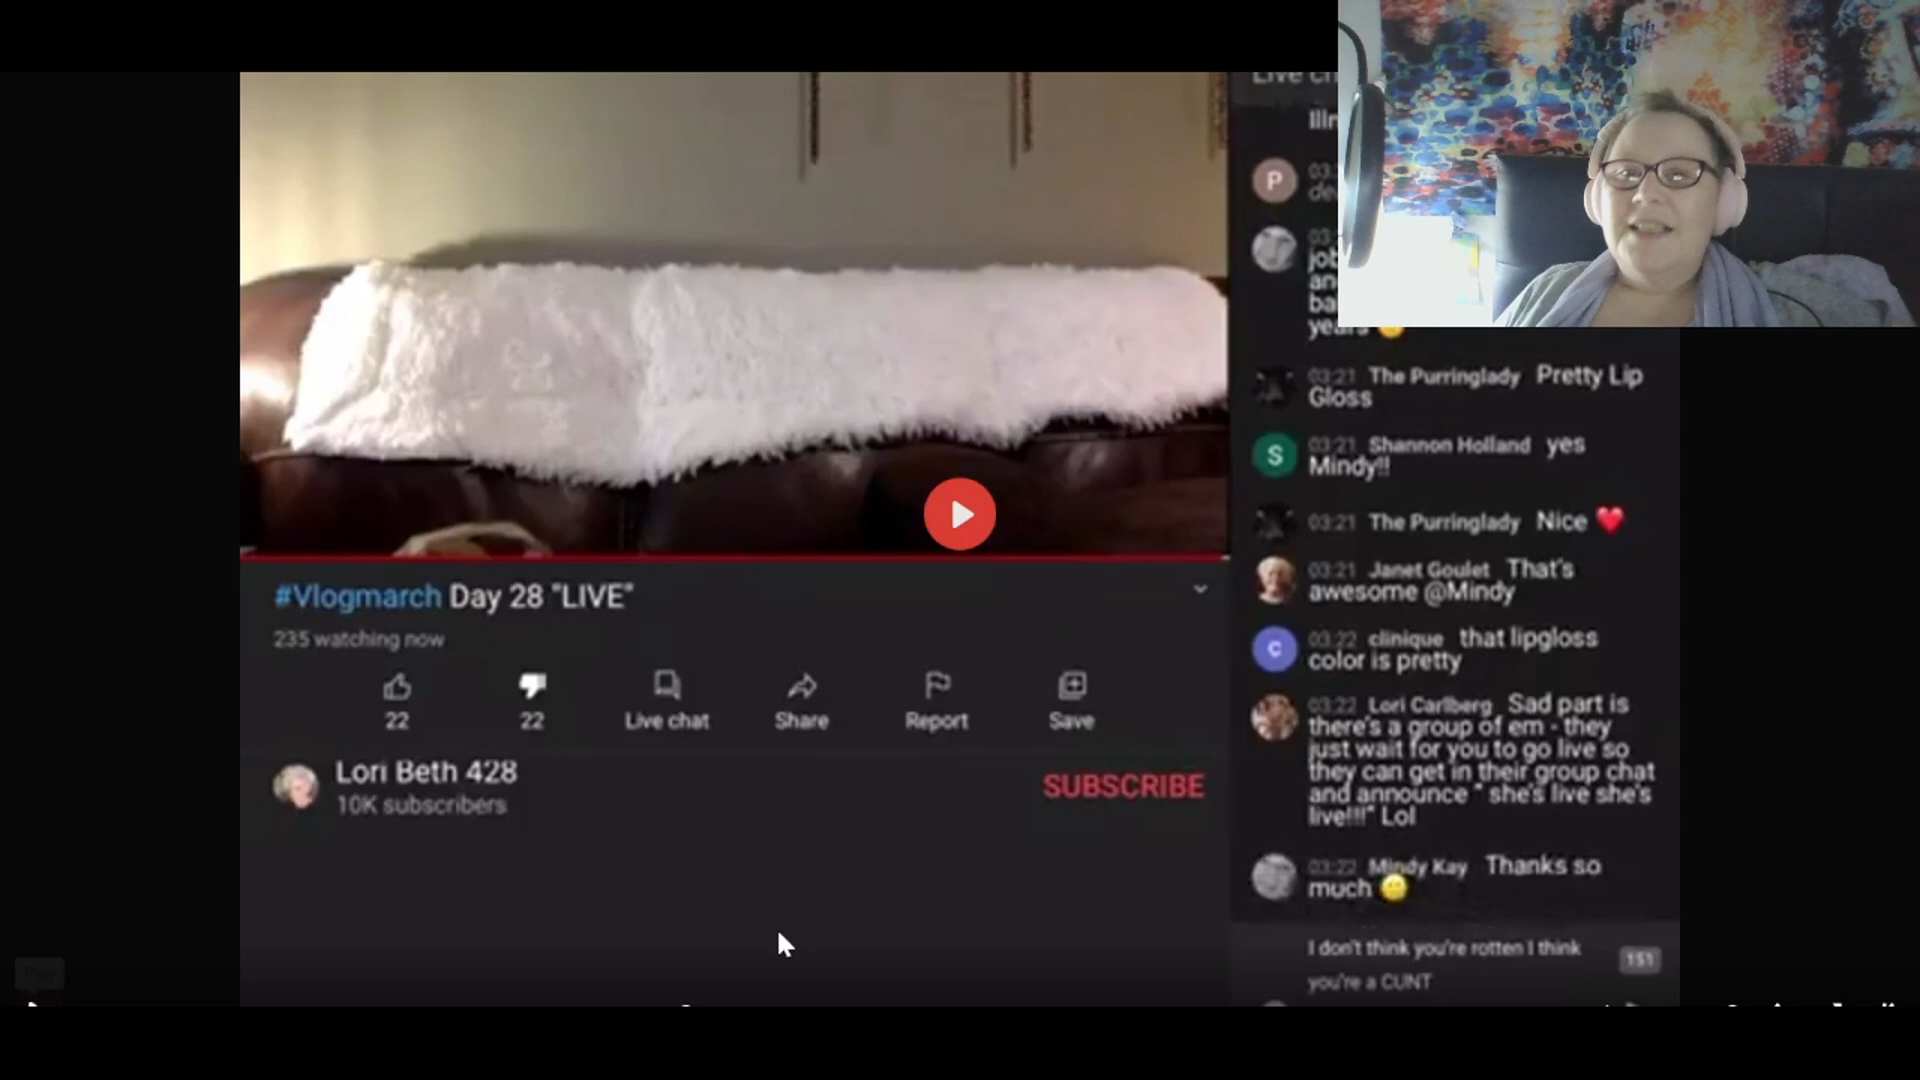 Live ch
#Vlogmarch Day 28 "LIVE"
235 watching now
22
22
Live chat
Share
Report
Save
Lori Beth 428
10K subscribers
SUBSCRIBE
P
years
03:21 The Purringlady Pretty Lip
Gloss
S
03:21 Shannon Holland yes
Mindy!!
03:21 The Purringlady Nice ❤️
03:21 Janet Goulet That's
awesome @Mindy
C
03:22 clinique that lipgloss
color is pretty
03:22 Lori Carlberg Sad part is
there's a group of em - they
just wait for you to go live so
they can get in their group chat
and announce " she's live she's
live!!!" Lol
03:22 Mindy Kay Thanks so
much 🙂
I don't think you're rotten I think
you're a CUNT
151
Play